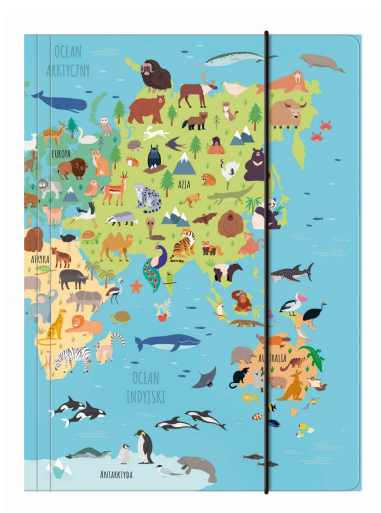 OCEAN
ARKTYCZNY
EUROPA
AZJA
AFRYKA
AUSTRALIA
OCEAN
INDYJSKI
ANTARKTYDA